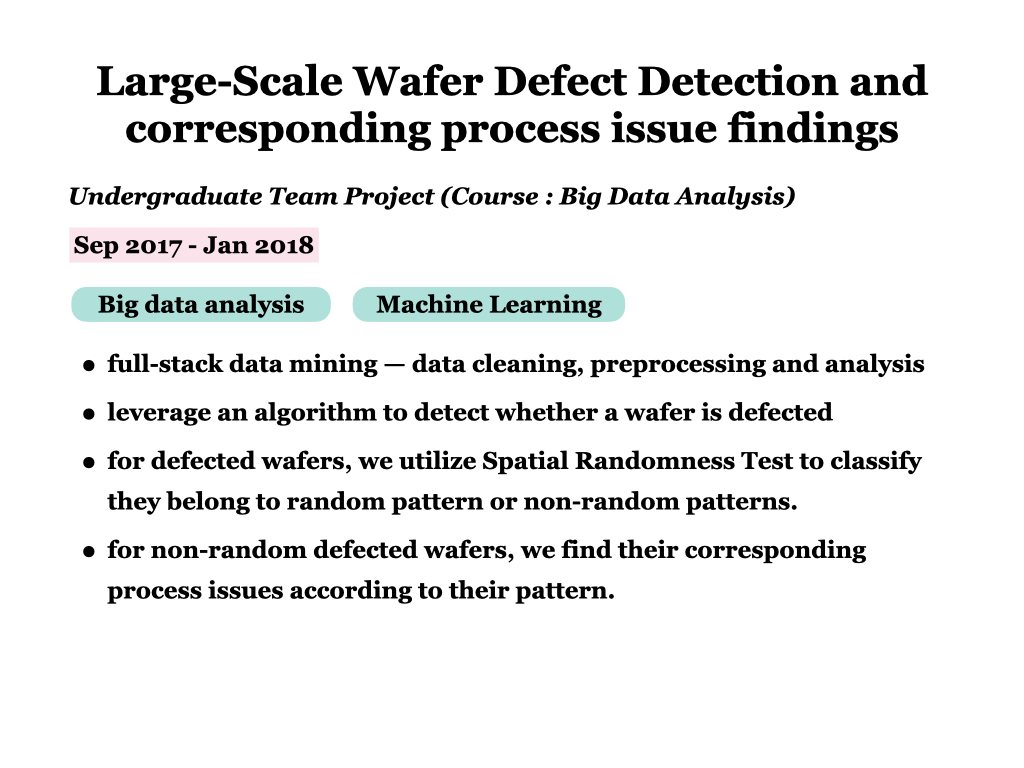 Large-Scale Wafer Defect Detection and
corresponding process issue findings
Undergraduate Team Project (Course : Big Data Analysis)
Sep 2017 - Jan 2018
Big data analysis Machine Learning
• full-stack data mining — data cleaning, preprocessing and analysis
• leverage an algorithm to detect whether a wafer is defected
• for defected wafers, we utilize Spatial Randomness Test to classify
they belong to random pattern or non-random patterns.
• for non-random defected wafers, we find their corresponding
process issues according to their pattern.